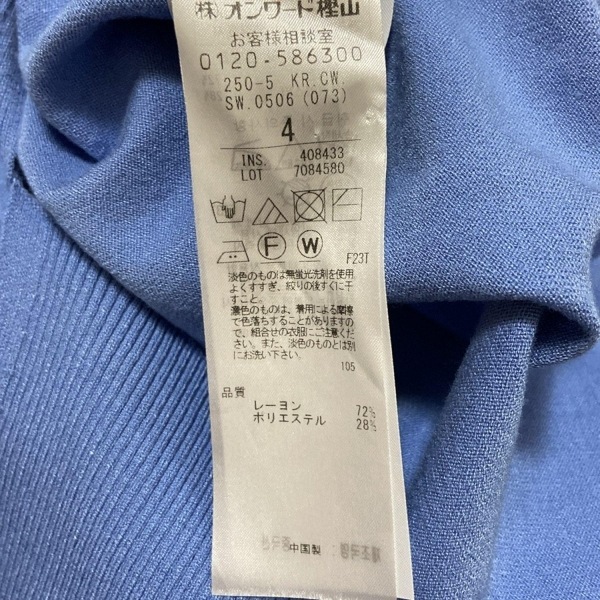 ㈱オンワード樫山
お客様相談室
0120-586300
250-5 KR.CW.
SW.0506 (073)
4
INS. 408433
LOT 7084580
F W
F23T
淡色のものは無蛍光洗剤を使用
よくすすぎ、絞りの後すぐに干
すこと。
濃色のものは、着用による摩擦
で色落ちすることがありますの
で、組合せの衣服にご注意くだ
さい。また、淡色のものとは別
にお洗い下さい。
105
品質
レーヨン 72%
ポリエステル 28%
中国製